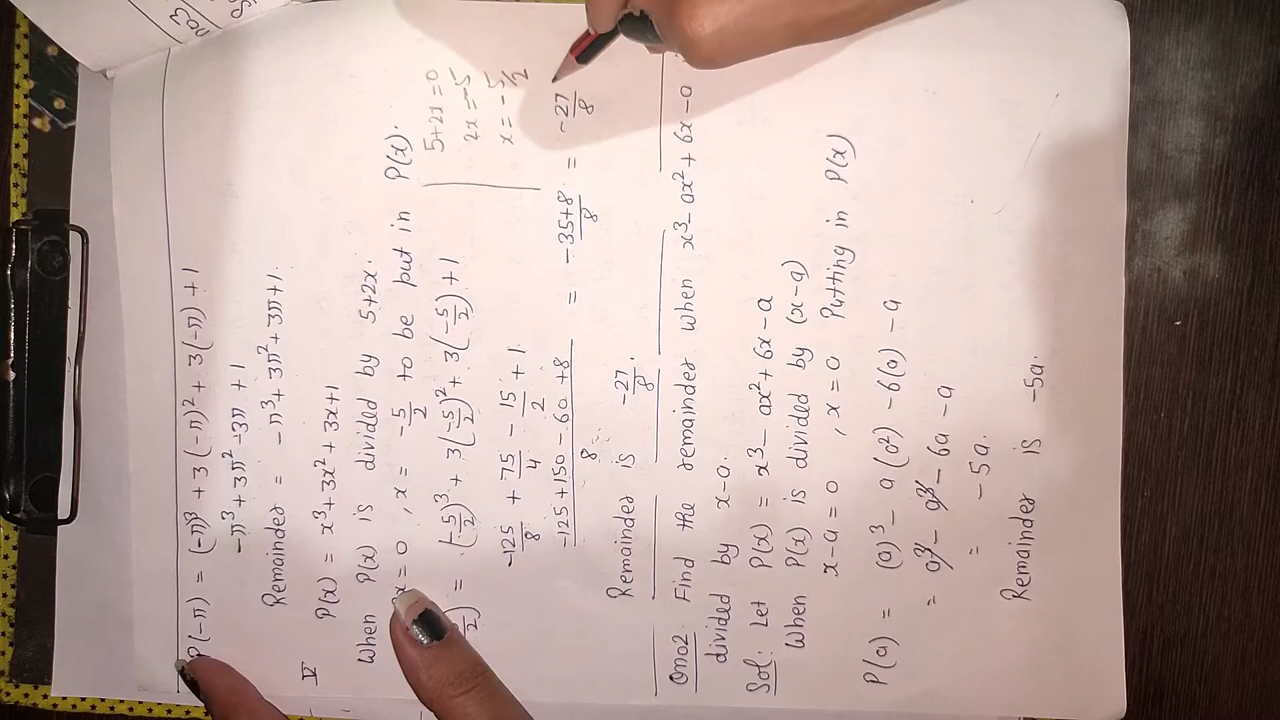 P(-π) = (-π)³ + 3(-π)² + 3(-π) + 1
-π³ + 3π² - 3π + 1
Remainder = -π³ + 3π² + 3π + 1.
V
P(x) = x³ + 3x² + 3x + 1
When P(x) is divided by 5+2x.
x = 0 , x = -5/2 to be put in P(x).
5+2x = 0
2x = -5
x = -5/2
2) = (-5/2)³ + 3(-5/2)² + 3(-5/2) + 1
-125/8 + 75/4 - 15/2 + 1
-125+150-60+8/8 = -35+8/8 = -27/8
Remainder is -27/8
Qno2. Find the remainder when x³ - ax² + 6x - a
divided by x-a.
Sol: Let P(x) = x³ - ax² + 6x - a
When P(x) is divided by (x-a)
x-a = 0 , x = 0 Putting in P(x)
P(a) = (a)³ - a(a²) - 6(a) - a
= a³ - a³ - 6a - a
= -5a.
Remainder is -5a.
no3